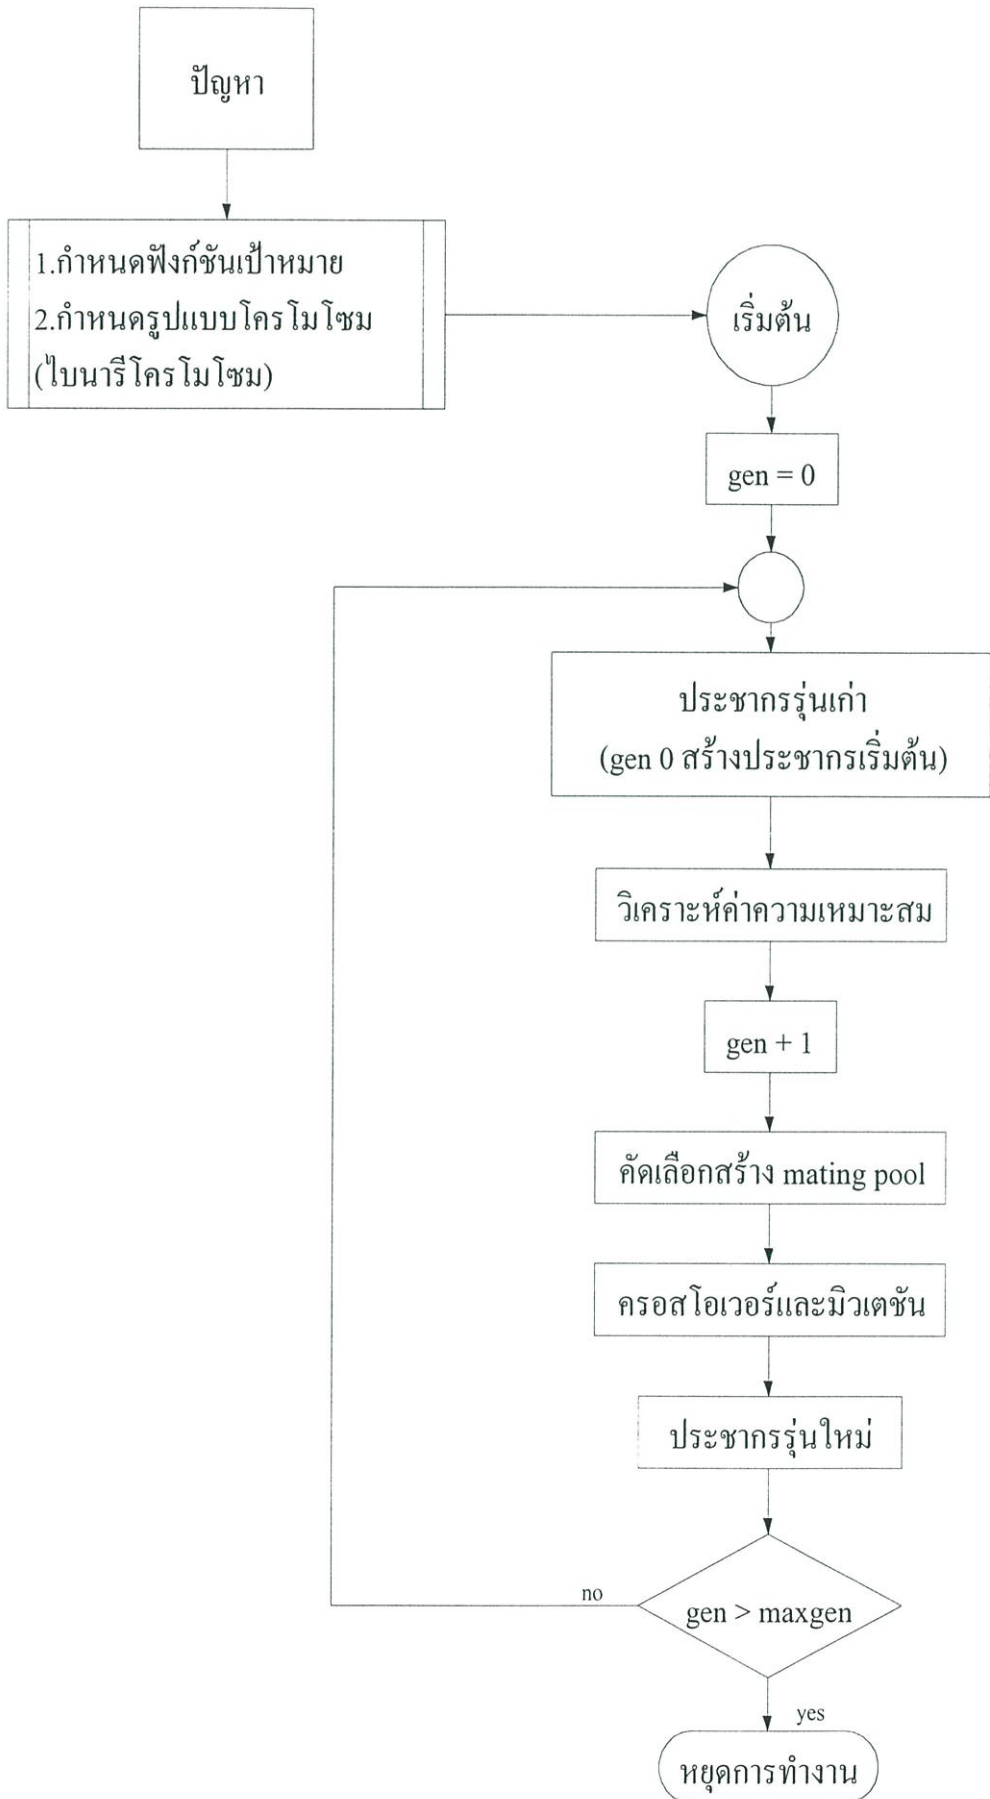 ปัญหา
1.กำหนดฟังก์ชันเป้าหมาย
2.กำหนดรูปแบบโครโมโซม
(ไบนารีโครโมโซม)
เริ่มต้น
gen = 0
ประชากรรุ่นเก่า
(gen 0 สร้างประชากรเริ่มต้น)
วิเคราะห์ค่าความเหมาะสม
gen + 1
คัดเลือกสร้าง mating pool
ครอสโอเวอร์และมิวเตชัน
ประชากรรุ่นใหม่
no
gen > maxgen
yes
หยุดการทำงาน